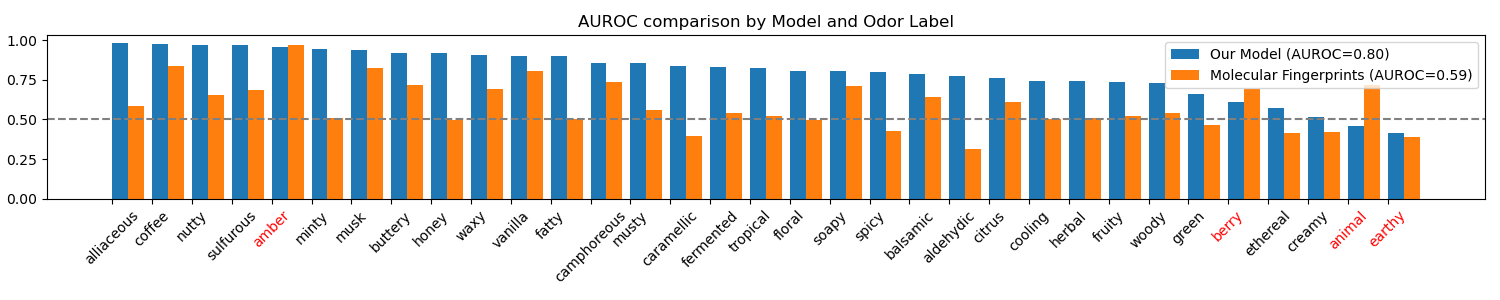 AUROC comparison by Model and Odor Label
1.00
0.75
0.50
0.25
0.00
Our Model (AUROC=0.80)
Molecular Fingerprints (AUROC=0.59)
alliaceous
coffee
nutty
sulfurous
amber
minty
musk
buttery
honey
waxy
vanilla
fatty
camphoreous
musty
caramellic
fermented
tropical
floral
soapy
spicy
balsamic
aldehydic
citrus
cooling
herbal
fruity
woody
green
berry
ethereal
creamy
animal
earthy